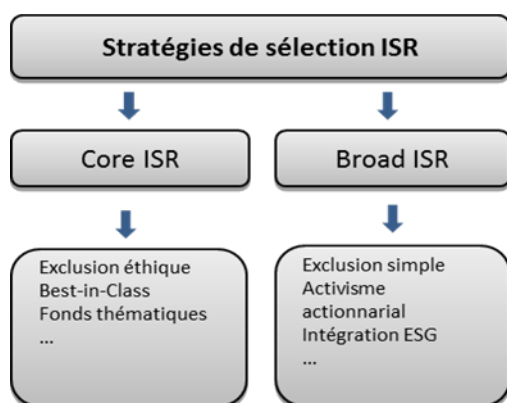 Stratégies de sélection ISR
Core ISR
Broad ISR
Exclusion éthique
Best-in-Class
Fonds thématiques
...
Exclusion simple
Activisme
actionnarial
Intégration ESG
...